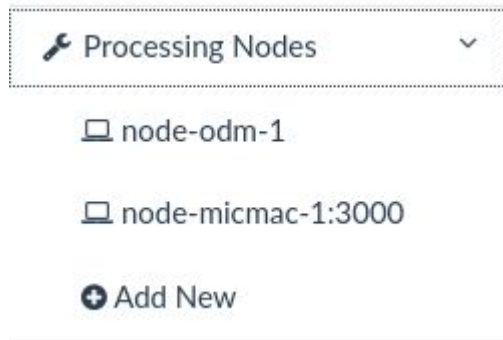 Processing Nodes
node-odm-1
node-micmac-1:3000
Add New